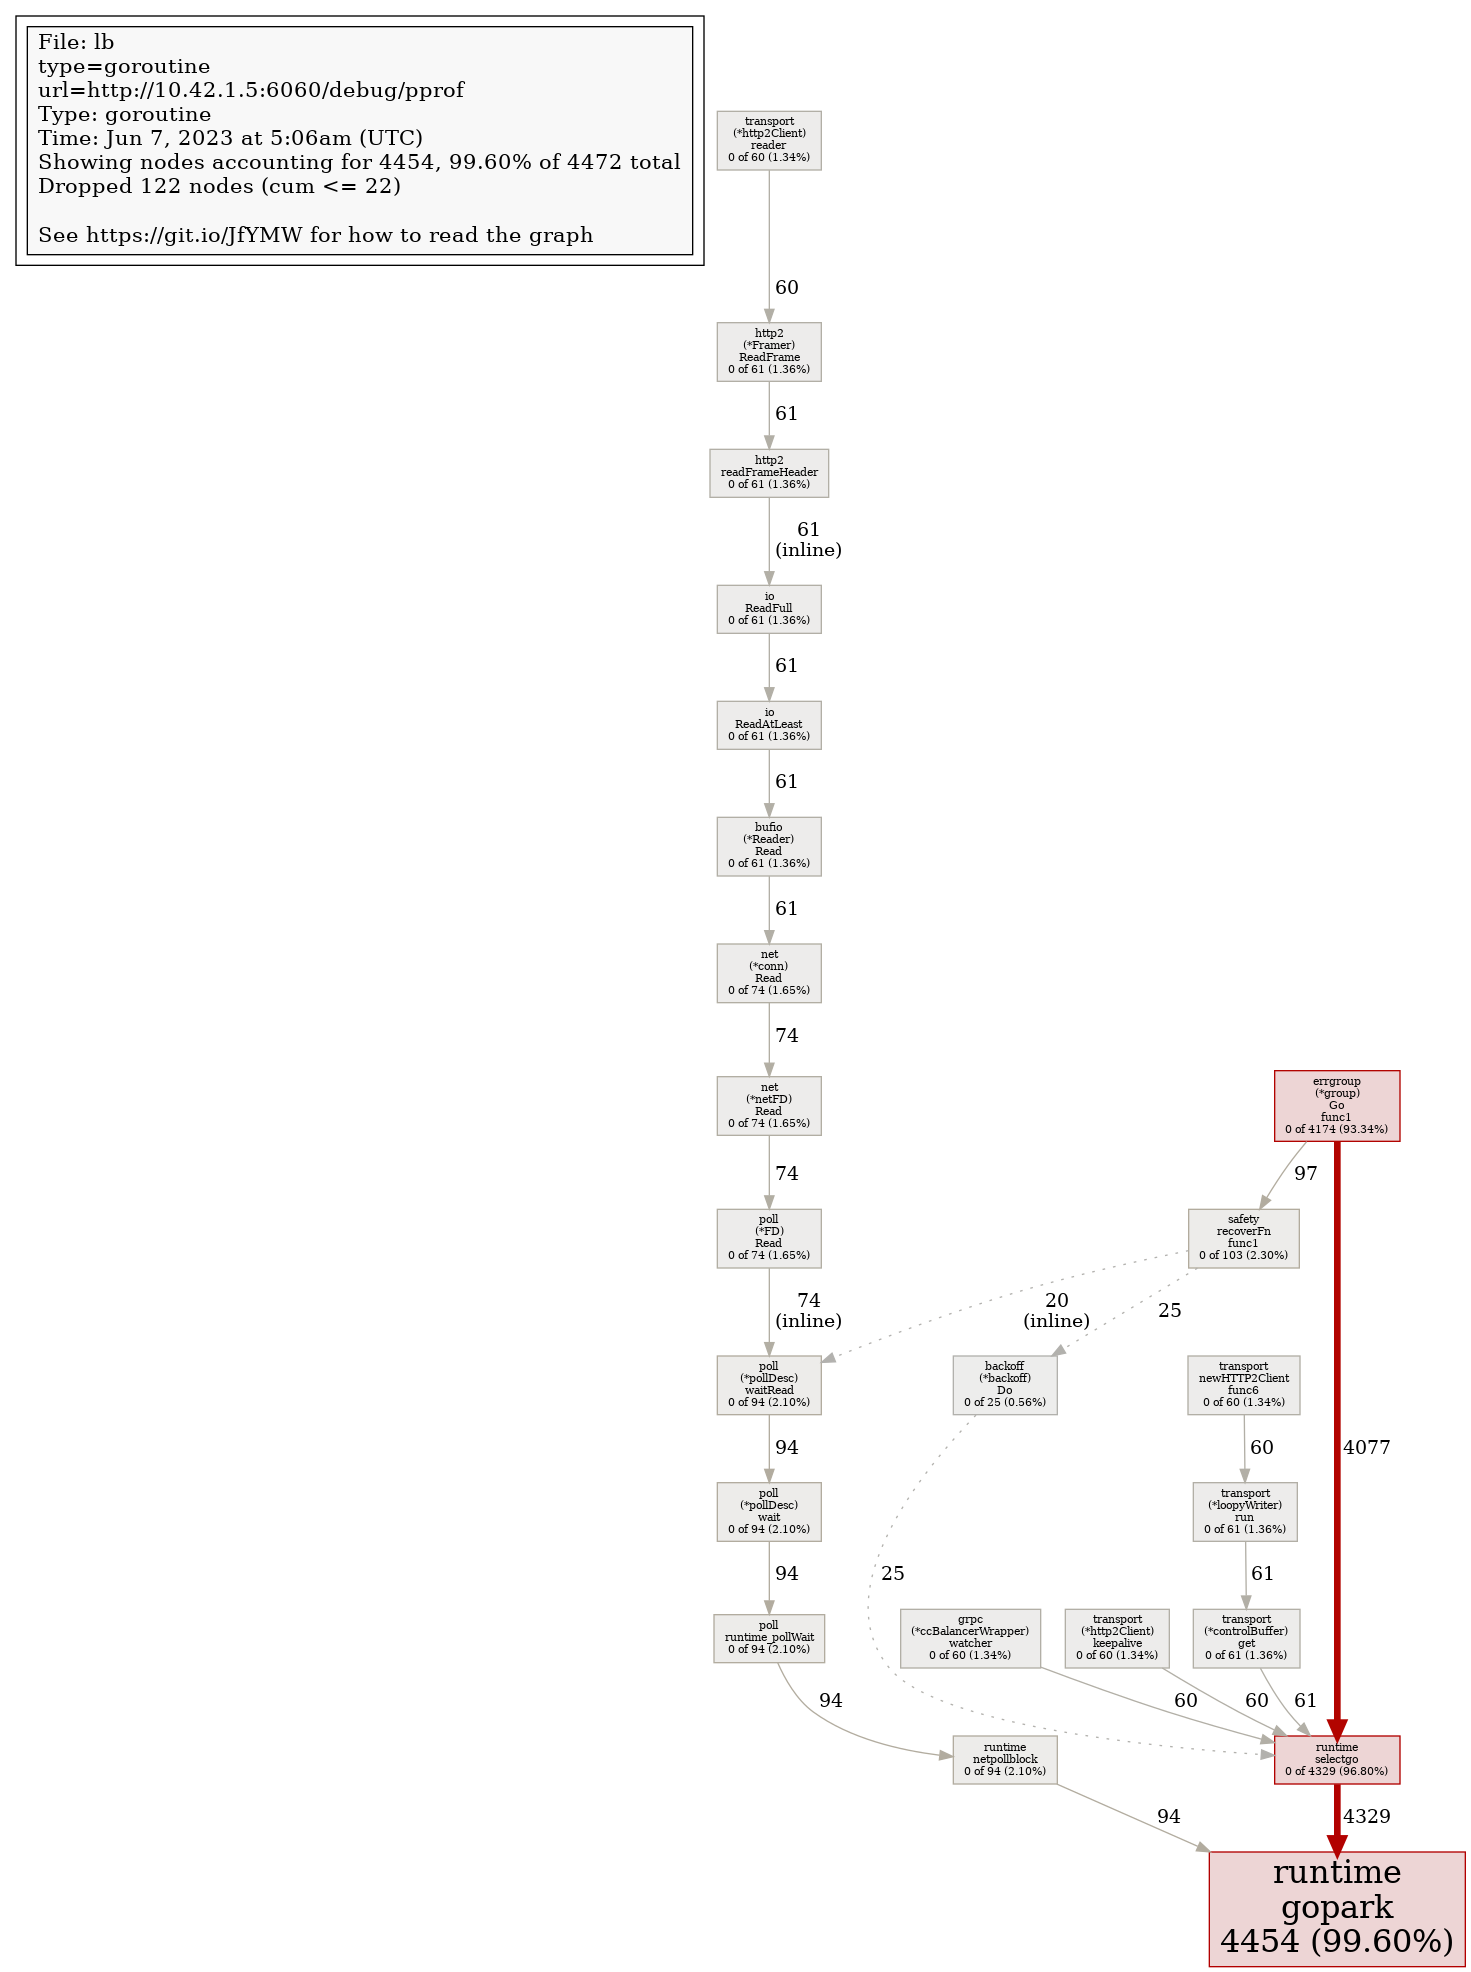 File: lb
type=goroutine
url=http://10.42.1.5:6060/debug/pprof
Type: goroutine
Time: Jun 7, 2023 at 5:06am (UTC)
Showing nodes accounting for 4454, 99.60% of 4472 total
Dropped 122 nodes (cum <= 22)
See https://git.io/JfYMW for how to read the graph
transport
(*http2Client)
reader
0 of 60 (1.34%)
60
http2
(*Framer)
ReadFrame
0 of 61 (1.36%)
61
http2
readFrameHeader
0 of 61 (1.36%)
61
(inline)
io
ReadFull
0 of 61 (1.36%)
61
io
ReadAtLeast
0 of 61 (1.36%)
61
bufio
(*Reader)
Read
0 of 61 (1.36%)
61
net
(*conn)
Read
0 of 74 (1.65%)
74
net
(*netFD)
Read
0 of 74 (1.65%)
74
errgroup
(*group)
Go
func1
0 of 4174 (93.34%)
97
poll
(*FD)
Read
0 of 74 (1.65%)
safety
recoverFn
func1
0 of 103 (2.30%)
74
(inline)
20
(inline)
25
poll
(*pollDesc)
waitRead
0 of 94 (2.10%)
backoff
(*backoff)
Do
0 of 25 (0.56%)
transport
newHTTP2Client
func6
0 of 60 (1.34%)
94
60
4077
poll
(*pollDesc)
wait
0 of 94 (2.10%)
transport
(*loopyWriter)
run
0 of 61 (1.36%)
94
25
61
poll
runtime_pollWait
0 of 94 (2.10%)
grpc
(*ccBalancerWrapper)
watcher
0 of 60 (1.34%)
transport
(*http2Client)
keepalive
0 of 60 (1.34%)
transport
(*controlBuffer)
get
0 of 61 (1.36%)
94
60
60
61
runtime
netpollblock
0 of 94 (2.10%)
runtime
selectgo
0 of 4329 (96.80%)
94
4329
runtime
gopark
4454 (99.60%)